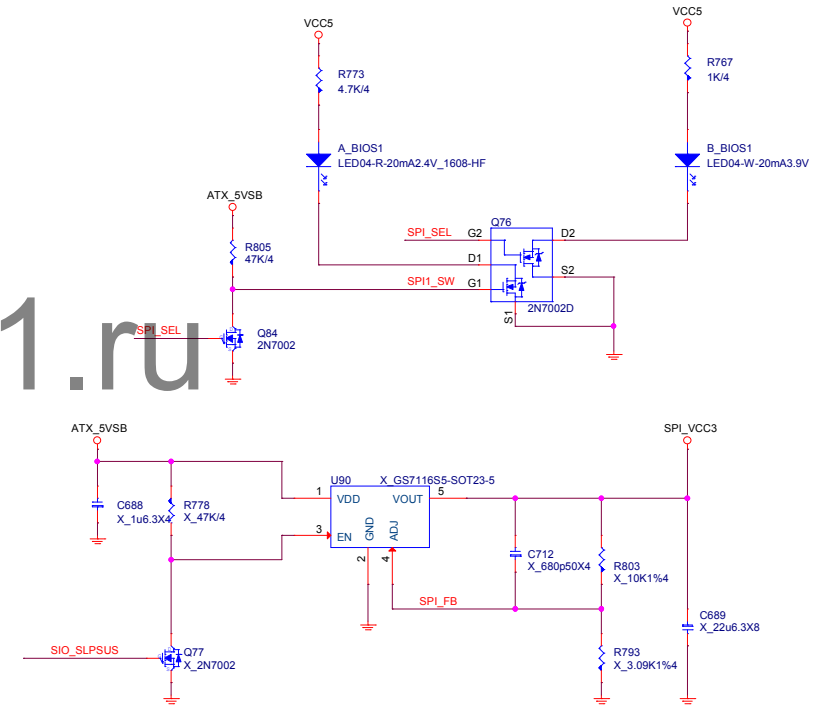 VCC5
VCC5
R773
4.7K/4
R767
1K/4
A_BIOS1
LED04-R-20mA2.4V_1608-HF
B_BIOS1
LED04-W-20mA3.9V
ATX_5VSB
R805
47K/4
Q76
SPI_SEL
G2
D2
D1
S2
SPI1_SW
G1
S1
2N7002D
SPI_SEL
Q84
2N7002
1.ru
ATX_5VSB
SPI_VCC3
C688
X_1u6.3X4
R778
X_47K/4
U90
X_GS7116S5-SOT23-5
1
VDD
VOUT
5
3
EN
GND
ADJ
2
4
C712
X_680p50X4
R803
X_10K1%4
SPI_FB
C689
X_22u6.3X8
SIO_SLPSUS
Q77
X_2N7002
R793
X_3.09K1%4